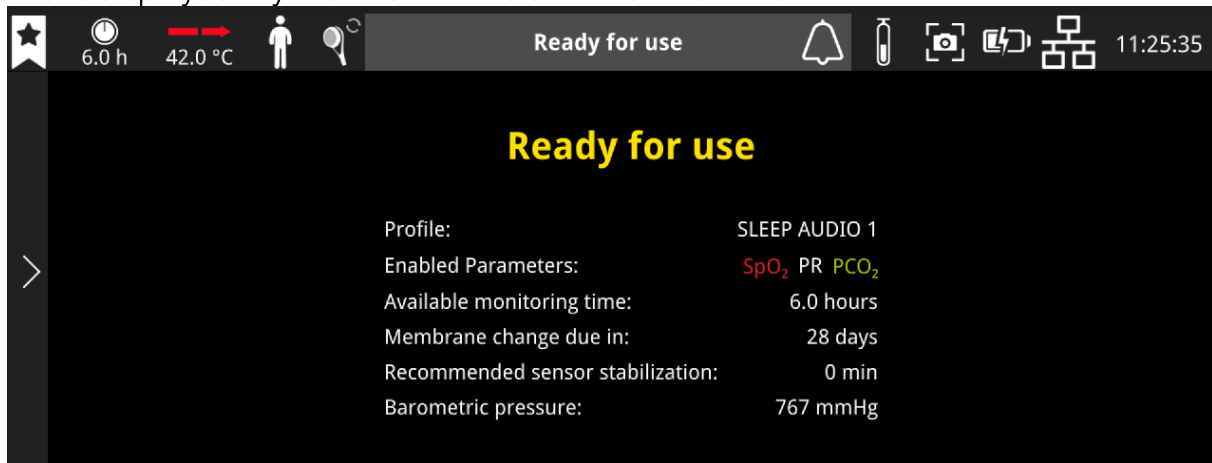 6.0 h 42.0 °C Ready for use 11:25:35
Ready for use
Profile: SLEEP AUDIO 1
Enabled Parameters: SpO₂ PR PCO₂
Available monitoring time: 6.0 hours
Membrane change due in: 28 days
Recommended sensor stabilization: 0 min
Barometric pressure: 767 mmHg